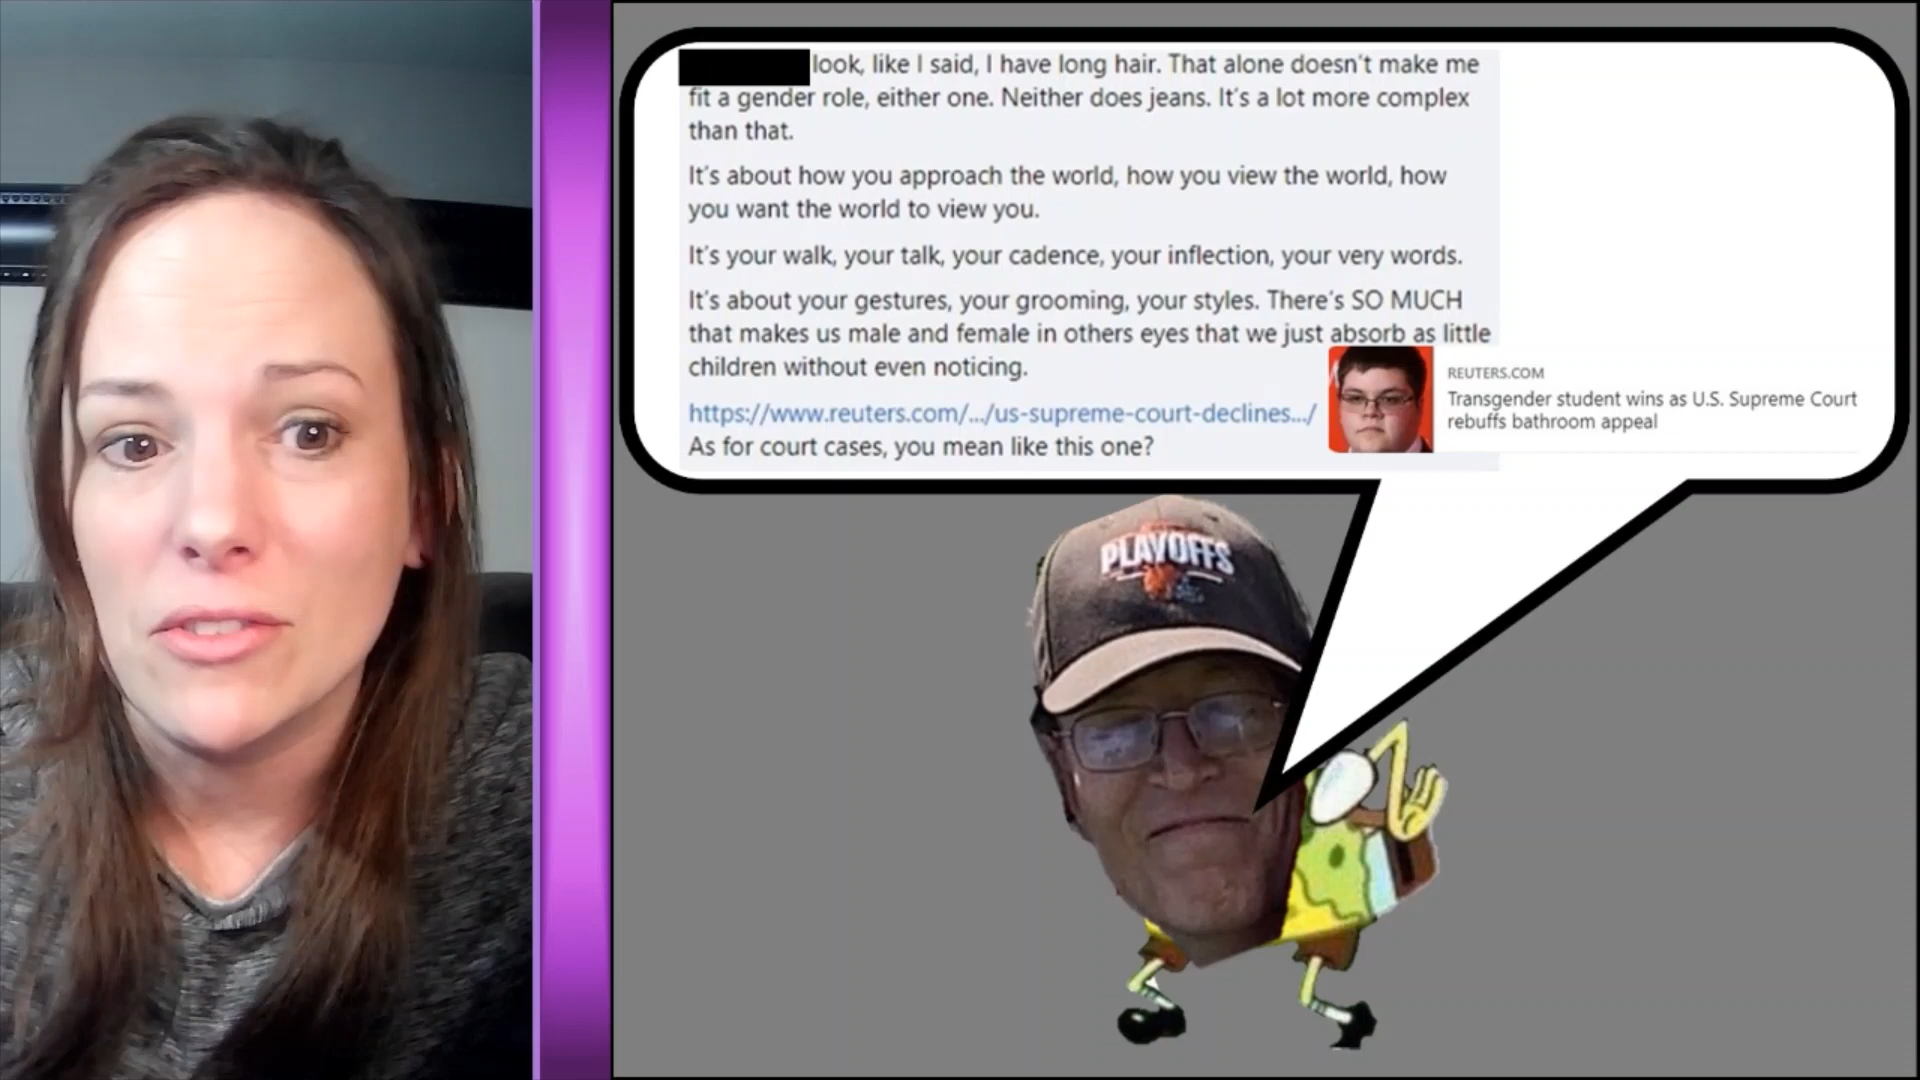 look, like I said, I have long hair. That alone doesn't make me
fit a gender role, either one. Neither does jeans. It's a lot more complex
than that.
It's about how you approach the world, how you view the world, how
you want the world to view you.
It's your walk, your talk, your cadence, your inflection, your very words.
It's about your gestures, your grooming, your styles. There's SO MUCH
that makes us male and female in others eyes that we just absorb as little
children without even noticing.
https://www.reuters.com/.../us-supreme-court-declines.../
As for court cases, you mean like this one?
REUTERS.COM
Transgender student wins as U.S. Supreme Court
rebuffs bathroom appeal
PLAYOFFS